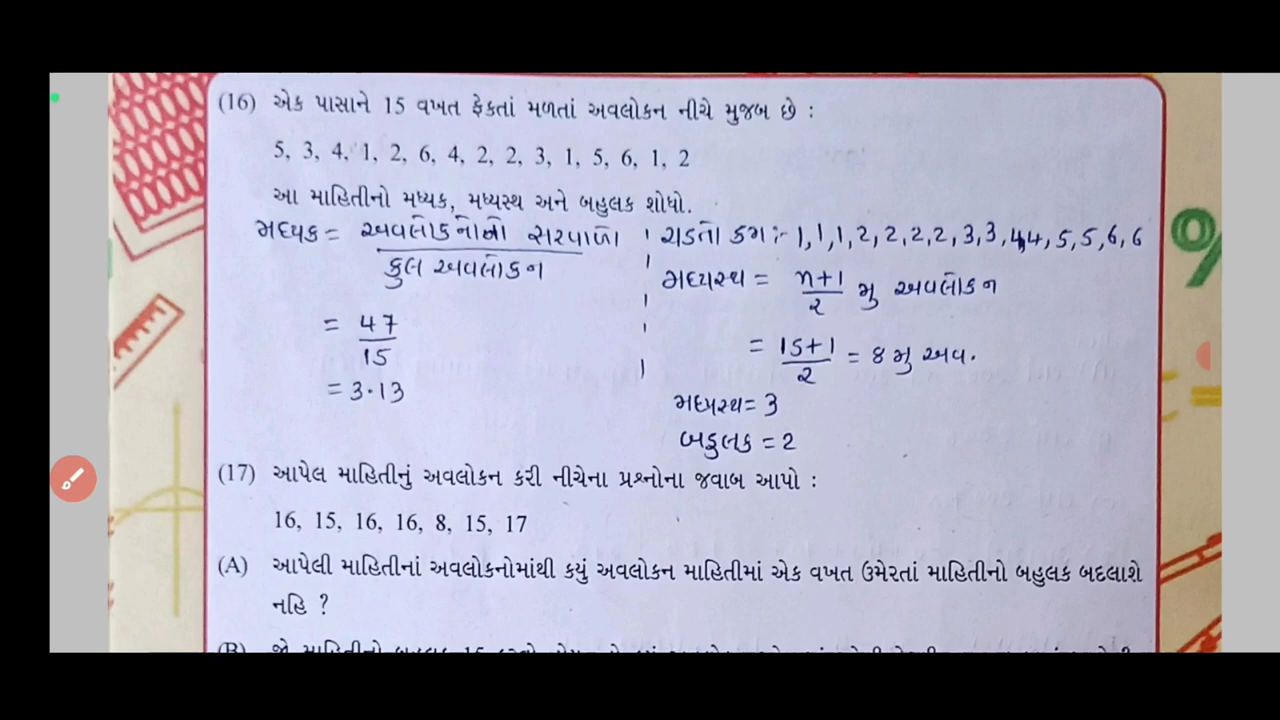 (16) એક પાસાને 15 વખત ફેંકતાં મળતાં અવલોકન નીચે મુજબ છે :
5, 3, 4, 1, 2, 6, 4, 2, 2, 3, 1, 5, 6, 1, 2
આ માહિતીનો મધ્યક, મધ્યસ્થ અને બહુલક શોધો.
મધ્યક = અવલોકનોનો સરવાળો
કુલ અવલોકન
= 47
15
= 3.13
ચડતો ક્રમ :- 1, 1, 1, 2, 2, 2, 2, 3, 3, 4, 4, 5, 5, 6, 6
મધ્યસ્થ = n+1
૨ મુ અવલોકન
= 15+1
૨ = 8 મુ અવ.
મધ્યસ્થ = 3
બહુલક = 2
(17) આપેલ માહિતીનું અવલોકન કરી નીચેના પ્રશ્નોના જવાબ આપો :
16, 15, 16, 16, 8, 15, 17
(A) આપેલી માહિતીનાં અવલોકનોમાંથી કયું અવલોકન માહિતીમાં એક વખત ઉમેરતાં માહિતીનો બહુલક બદલાશે
નહિ ?
(B) જો માહિતીનો બહુલક 15
%